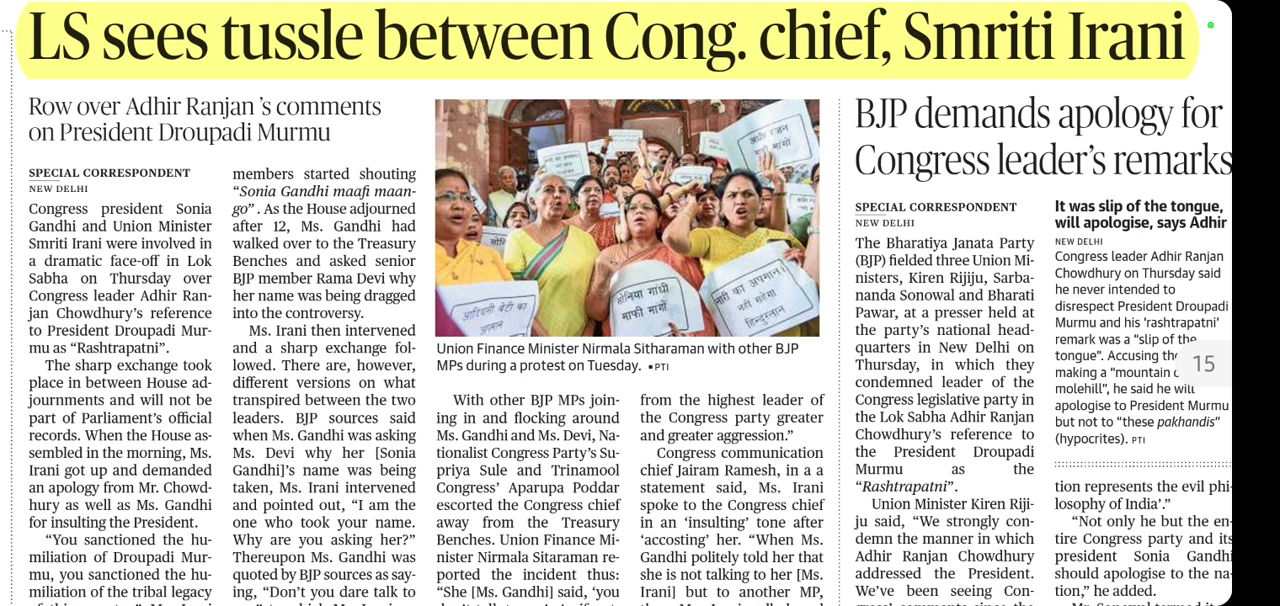 LS sees tussle between Cong. chief, Smriti Irani
Row over Adhir Ranjan ’s comments
on President Droupadi Murmu
SPECIAL CORRESPONDENT
NEW DELHI
Congress president Sonia
Gandhi and Union Minister
Smriti Irani were involved in
a dramatic face-off in Lok
Sabha on Thursday over
Congress leader Adhir Ran-
jan Chowdhury’s reference
to President Droupadi Mur-
mu as “Rashtrapatni”.
The sharp exchange took
place in between House ad-
journments and will not be
part of Parliament’s official
records. When the House as-
sembled in the morning, Ms.
Irani got up and demanded
an apology from Mr. Chowd-
hury as well as Ms. Gandhi
for insulting the President.
“You sanctioned the hu-
miliation of Droupadi Mur-
mu, you sanctioned the hu-
miliation of the tribal legacy
members started shouting
“Sonia Gandhi maafi maan-
go” . As the House adjourned
after 12, Ms. Gandhi had
walked over to the Treasury
Benches and asked senior
BJP member Rama Devi why
her name was being dragged
into the controversy.
Ms. Irani then intervened
and a sharp exchange fol-
lowed. There are, however,
different versions on what
transpired between the two
leaders. BJP sources said
when Ms. Gandhi was asking
Ms. Devi why her [Sonia
Gandhi]’s name was being
taken, Ms. Irani intervened
and pointed out, “I am the
one who took your name.
Why are you asking her?”
Thereupon Ms. Gandhi was
quoted by BJP sources as say-
ing, “Don’t you dare talk to
अधीर रंजन
माफी मांगो
आदिवासी बेटी का
अपमान
सोनिया गांधी
माफी मागों
नारी का अपमान।
नही सहेगा
हिन्दुस्तान
Union Finance Minister Nirmala Sitharaman with other BJP
MPs during a protest on Tuesday. ▪PTI
With other BJP MPs join-
ing in and flocking around
Ms. Gandhi and Ms. Devi, Na-
tionalist Congress Party’s Su-
priya Sule and Trinamool
Congress’ Aparupa Poddar
escorted the Congress chief
away from the Treasury
Benches. Union Finance Mi-
nister Nirmala Sitaraman re-
ported the incident thus:
“She [Ms. Gandhi] said, ‘you
from the highest leader of
the Congress party greater
and greater aggression.”
Congress communication
chief Jairam Ramesh, in a a
statement said, Ms. Irani
spoke to the Congress chief
in an ‘insulting’ tone after
‘accosting’ her. “When Ms.
Gandhi politely told her that
she is not talking to her [Ms.
Irani] but to another MP,
BJP demands apology for
Congress leader’s remarks
SPECIAL CORRESPONDENT
NEW DELHI
The Bharatiya Janata Party
(BJP) fielded three Union Mi-
nisters, Kiren Rijiju, Sarba-
nanda Sonowal and Bharati
Pawar, at a presser held at
the party’s national head-
quarters in New Delhi on
Thursday, in which they
condemned leader of the
Congress legislative party in
the Lok Sabha Adhir Ranjan
Chowdhury’s reference to
the President Droupadi
Murmu as the
“Rashtrapatni”.
Union Minister Kiren Riji-
ju said, “We strongly con-
demn the manner in which
Adhir Ranjan Chowdhury
addressed the President.
We’ve been seeing Con-
It was slip of the tongue,
will apologise, says Adhir
NEW DELHI
Congress leader Adhir Ranjan
Chowdhury on Thursday said
he never intended to
disrespect President Droupadi
Murmu and his 'rashtrapatni'
remark was a “slip of the
tongue”. Accusing the
making a “mountain
molehill”, he said he will
apologise to President Murmu
but not to “these pakhandis”
(hypocrites). PTI
15
tion represents the evil phi-
losophy of India’.”
“Not only he but the en-
tire Congress party and its
president Sonia Gandhi
should apologise to the na-
tion,” he added.